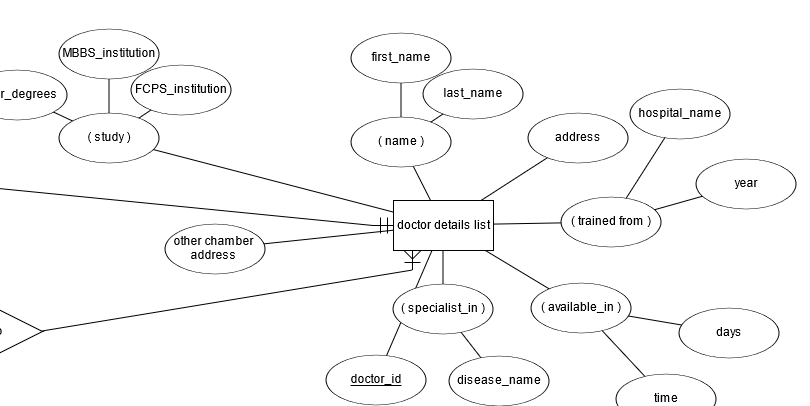 MBBS_institution
r_degrees
FCPS_institution
( study )
first_name
last_name
( name )
address
hospital_name
year
( trained from )
doctor details list
other chamber
address
( specialist_in )
( available_in )
days
doctor_id
disease_name
time